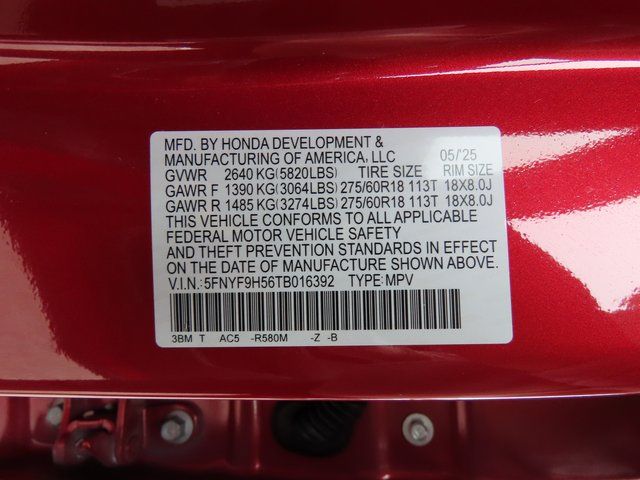 MFD. BY HONDA DEVELOPMENT &
MANUFACTURING OF AMERICA, LLC 05/'25
GVWR 2640 KG(5820LBS) TIRE SIZE RIM SIZE
GAWR F 1390 KG(3064LBS) 275/60R18 113T 18X8.0J
GAWR R 1485 KG(3274LBS) 275/60R18 113T 18X8.0J
THIS VEHICLE CONFORMS TO ALL APPLICABLE
FEDERAL MOTOR VEHICLE SAFETY
AND THEFT PREVENTION STANDARDS IN EFFECT
ON THE DATE OF MANUFACTURE SHOWN ABOVE.
V.I.N.: 5FNYF9H56TB016392 TYPE: MPV
3BM T AC5 -R580M -Z -B